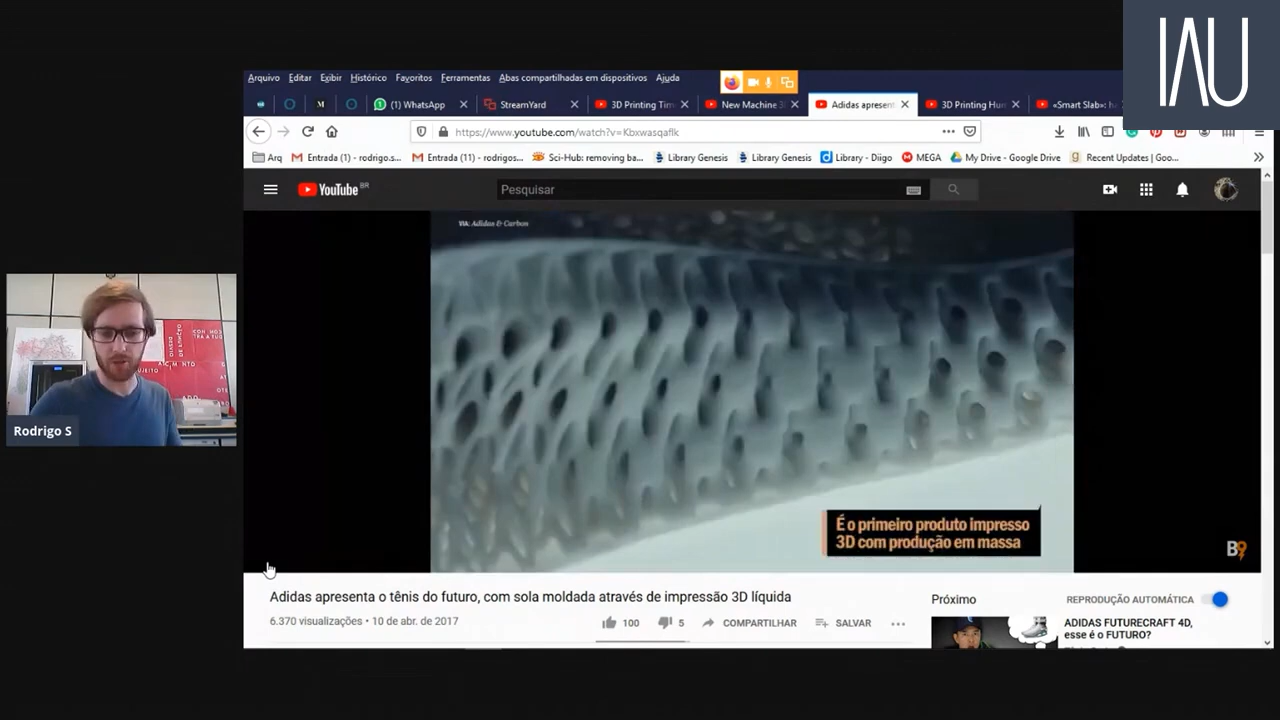 IAU
Arquivo Editar Exibir Histórico Favoritos Ferramentas Abas compartilhadas em dispositivos Ajuda
M (1) WhatsApp StreamYard 3D Printing Tim New Machine Adidas apresent 3D Printing Hum «Smart Slab»: h
https://www.youtube.com/watch?v=Kbxwasqaflk
Arq Entrada (1) - rodrigo.s... Entrada (11) - rodrigos... Sci-Hub: removing ba... Library Genesis Library Genesis Library - Diigo MEGA My Drive - Google Drive Recent Updates | Goo...
YouTube BR Pesquisar
VIA: Adidas & Carbon
É o primeiro produto impresso
3D com produção em massa
B9
Rodrigo S
Adidas apresenta o tênis do futuro, com sola moldada através de impressão 3D líquida
6.370 visualizações • 10 de abr. de 2017
100 5 COMPARTILHAR SALVAR
Próximo REPRODUÇÃO AUTOMÁTICA
ADIDAS FUTURECRAFT 4D,
esse é o FUTURO?